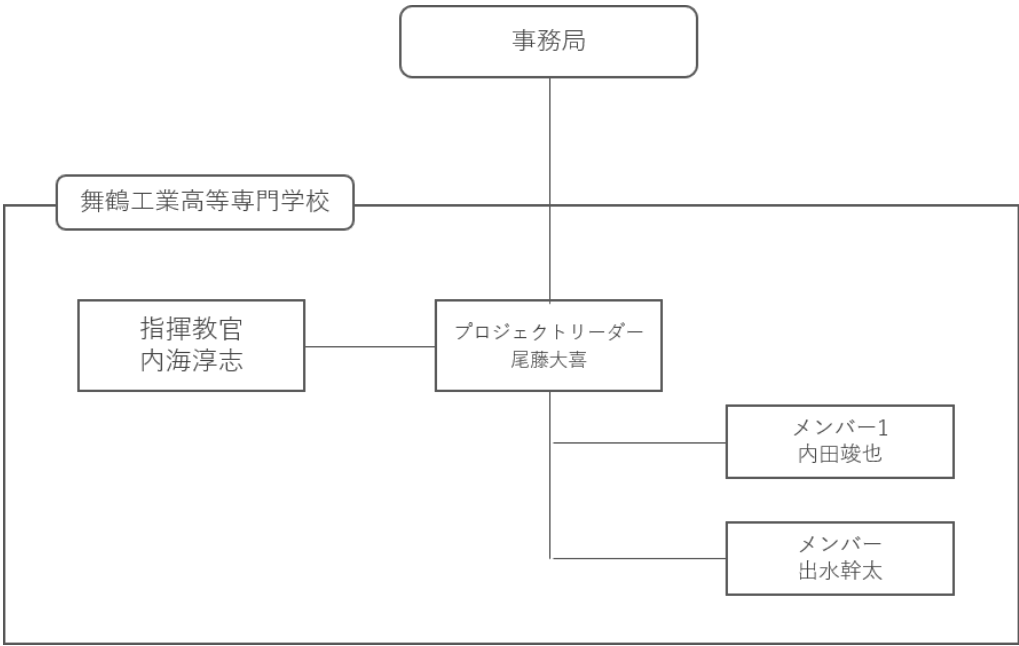 事務局
舞鶴工業高等専門学校
指揮教官
内海淳志
プロジェクトリーダー
尾藤大喜
メンバー1
内田竣也
メンバー
出水幹太